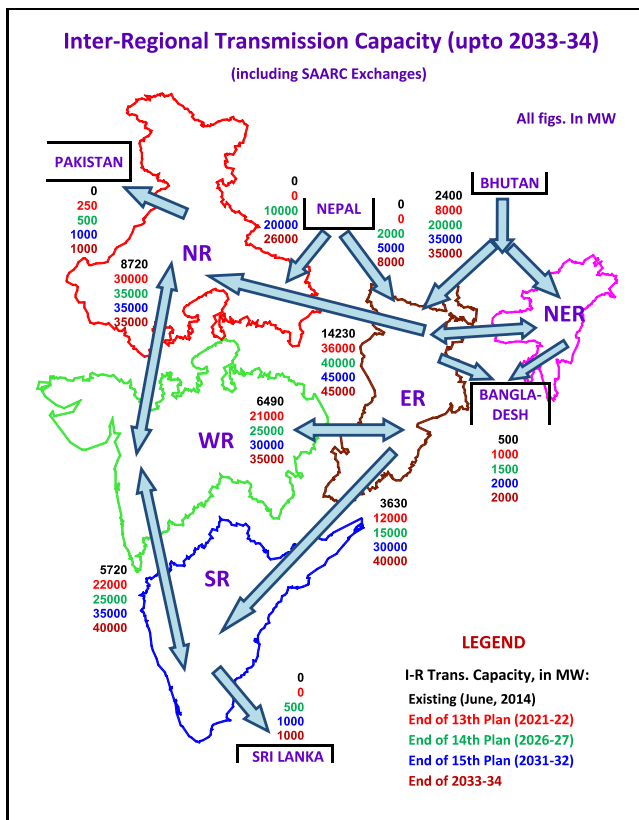 Inter-Regional Transmission Capacity (upto 2033-34)
(including SAARC Exchanges)
All figs. In MW
PAKISTAN
0
250
500
1000
1000
NEPAL
0
0
10000
20000
26000
0
0
2000
5000
8000
BHUTAN
2400
8000
20000
35000
35000
NR
8720
30000
35000
35000
35000
NER
14230
36000
40000
45000
45000
ER
BANGLA-
DESH
500
1000
1500
2000
2000
WR
6490
21000
25000
30000
35000
3630
12000
15000
30000
40000
SR
5720
22000
25000
35000
40000
0
0
500
1000
1000
SRI LANKA
LEGEND
I-R Trans. Capacity, in MW:
Existing (June, 2014)
End of 13th Plan (2021-22)
End of 14th Plan (2026-27)
End of 15th Plan (2031-32)
End of 2033-34